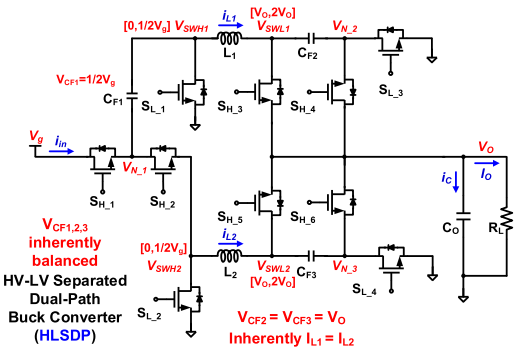 [0,1/2Vg] VSWH1 iL1 [VO,2VO] VSWL1 VN_2
L1 CF2
VCF1=1/2Vg CF1 SL_1 SH_3 SH_4 SL_3
Vg iin VN_1 VO
SH_1 SH_2 iC IO
SH_5 SH_6 CO RL
VCF1,2,3
inherently
balanced
HV-LV Separated
Dual-Path
Buck Converter
(HLSDP)
[0,1/2Vg] VSWH2 iL2
L2 VSWL2 CF3 VN_3
[VO,2VO]
SL_2 SL_4
VCF2 = VCF3 = VO
Inherently IL1 = IL2